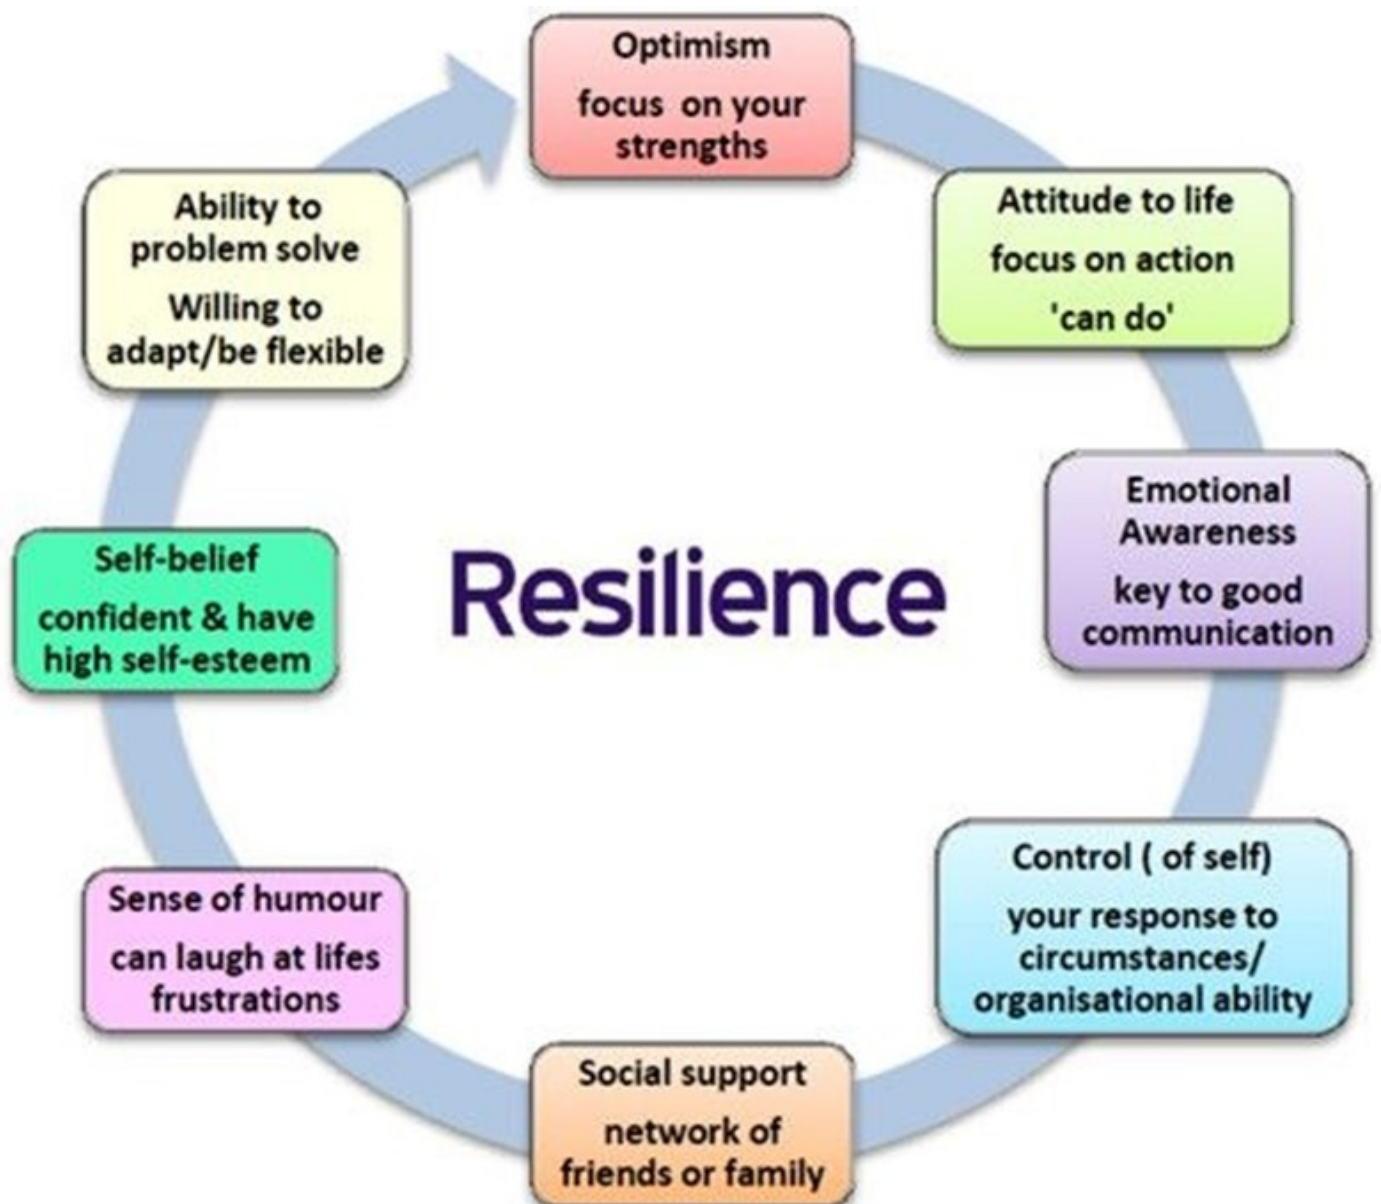 Optimism
focus on your
strengths
Attitude to life
focus on action
'can do'
Emotional
Awareness
key to good
communication
Control ( of self)
your response to
circumstances/
organisational ability
Social support
network of
friends or family
Sense of humour
can laugh at lifes
frustrations
Self-belief
confident & have
high self-esteem
Ability to
problem solve
Willing to
adapt/be flexible
Resilience